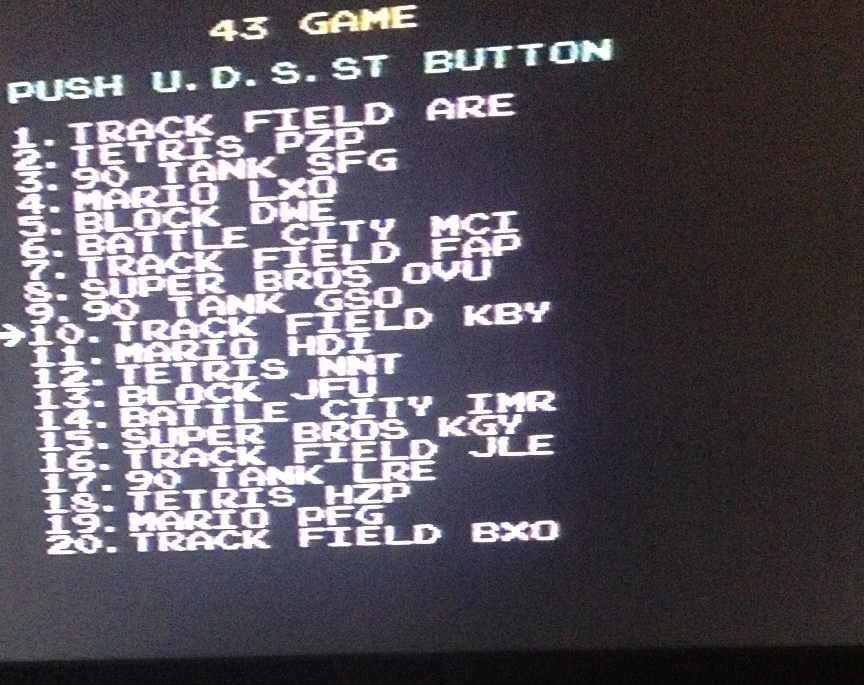 43 GAME
PUSH U.D.S.ST BUTTON
1. TRACK FIELD ARE
2. TETRIS PZP
3. 90 TANK SFG
4. MARIO LXO
5. BLOCK DWE
6. BATTLE CITY MCI
7. TRACK FIELD FAP
8. SUPER BROS OVU
9. 90 TANK GSO
→10. TRACK FIELD KBY
11. MARIO HDI
12. TETRIS NNT
13. BLOCK JFU
14. BATTLE CITY IMR
15. SUPER BROS KGY
16. TRACK FIELD JLE
17. 90 TANK LRE
18. TETRIS HZP
19. MARIO PFG
20. TRACK FIELD BXO